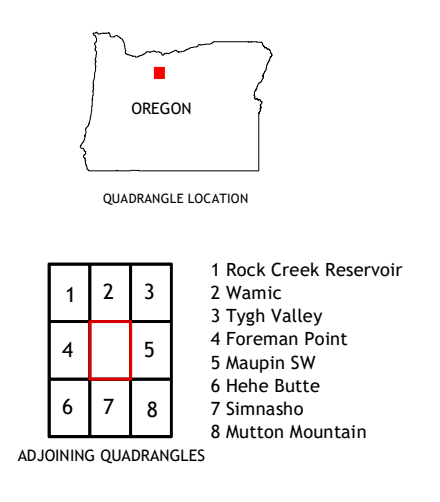 OREGON
QUADRANGLE LOCATION
1 2 3
4 5
6 7 8
ADJOINING QUADRANGLES
1 Rock Creek Reservoir
2 Wamic
3 Tygh Valley
4 Foreman Point
5 Maupin SW
6 Hehe Butte
7 Simnasho
8 Mutton Mountain